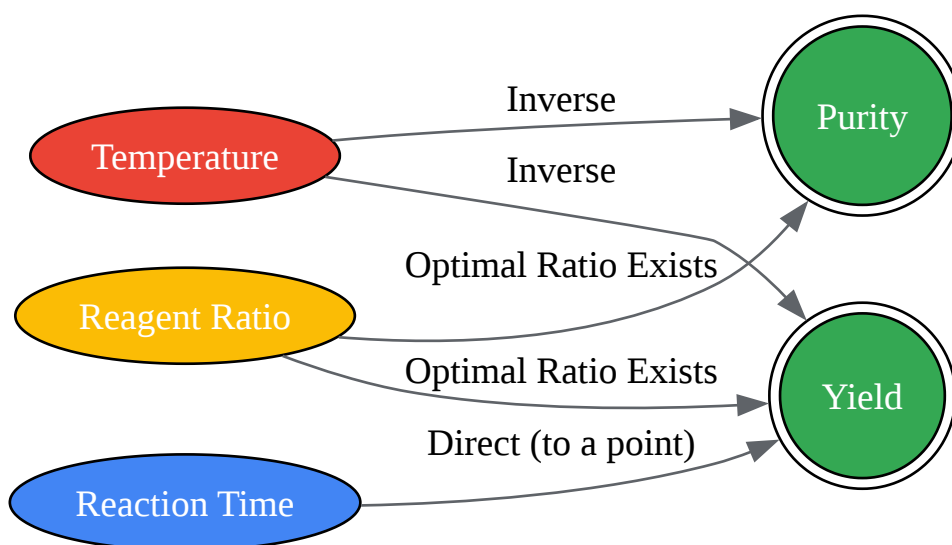 Inverse
Purity
Temperature
Inverse
Optimal Ratio Exists
Reagent Ratio
Optimal Ratio Exists
Yield
Direct (to a point)
Reaction Time